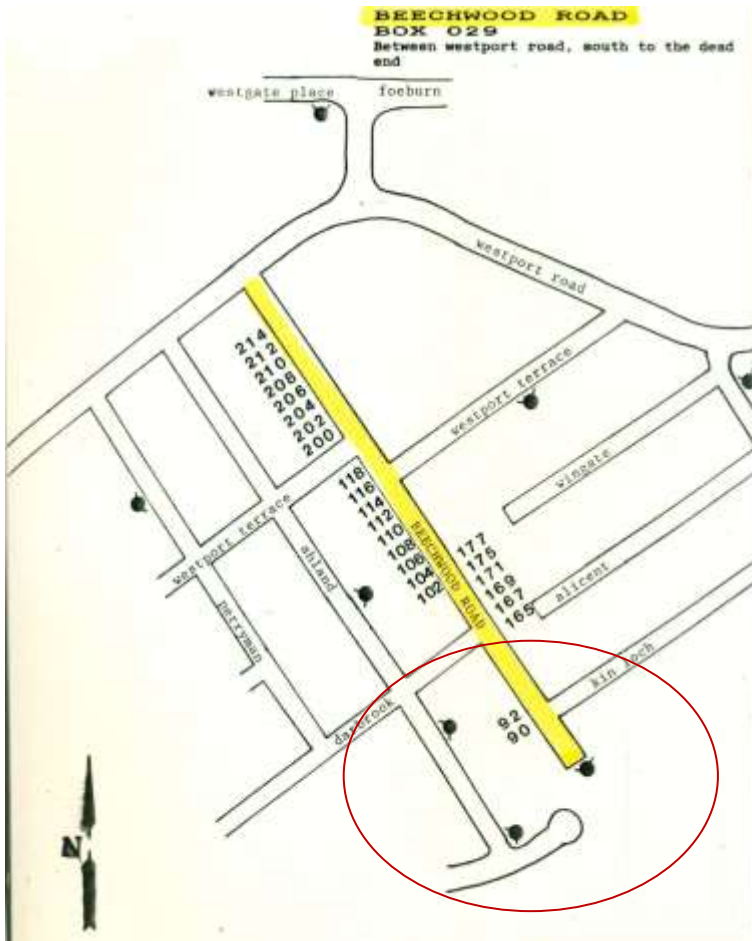 BEECHWOOD ROAD
BOX 029
Between westport road, south to the dead
end
westgate place
foeburn
westport road
214
212
210
208
206
204
202
200
westport terrace
118
116
114
112
110
108
106
104
102
BEECHWOOD ROAD
177
175
171
169
167
165
wingate
alicent
westport terrace
ahland
perryman
kin loch
92
90
darbrook
N